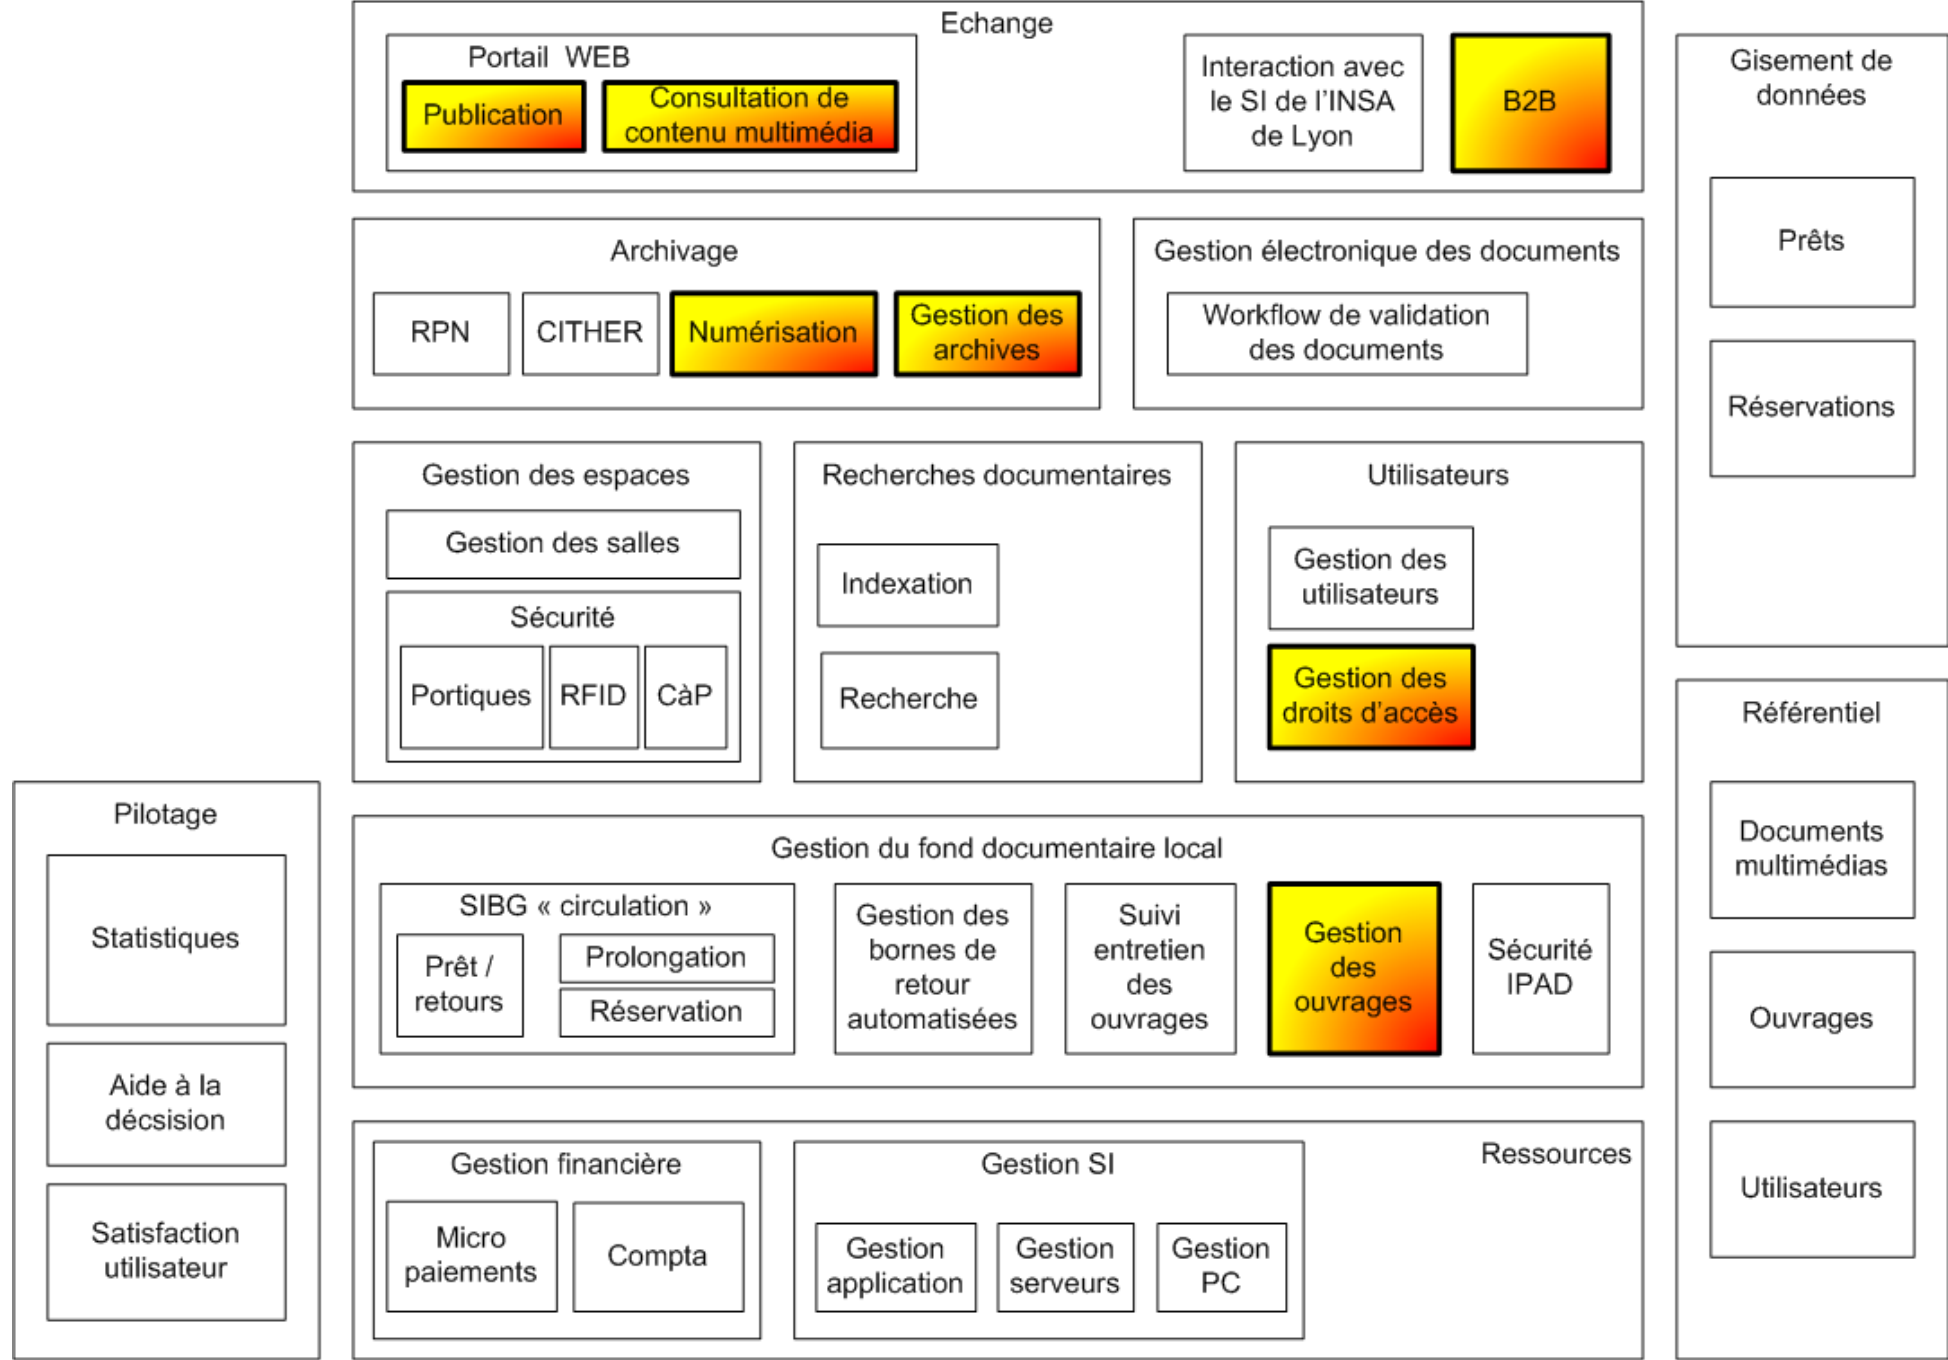 Echange
Portail WEB
Publication
Consultation de
contenu multimédia
Interaction avec
le SI de l'INSA
de Lyon
B2B
Archivage
RPN
CITHER
Numérisation
Gestion des
archives
Gestion électronique des documents
Workflow de validation
des documents
Gisement de
données
Prêts
Réservations
Gestion des espaces
Gestion des salles
Sécurité
Portiques
RFID
CàP
Recherches documentaires
Indexation
Recherche
Utilisateurs
Gestion des
utilisateurs
Gestion des
droits d'accès
Référentiel
Documents
multimédias
Ouvrages
Utilisateurs
Pilotage
Statistiques
Aide à la
décsision
Satisfaction
utilisateur
Gestion du fond documentaire local
SIBG « circulation »
Prêt /
retours
Prolongation
Réservation
Gestion des
bornes de
retour
automatisées
Suivi
entretien
des
ouvrages
Gestion
des
ouvrages
Sécurité
IPAD
Ressources
Gestion financière
Micro
paiements
Compta
Gestion SI
Gestion
application
Gestion
serveurs
Gestion
PC